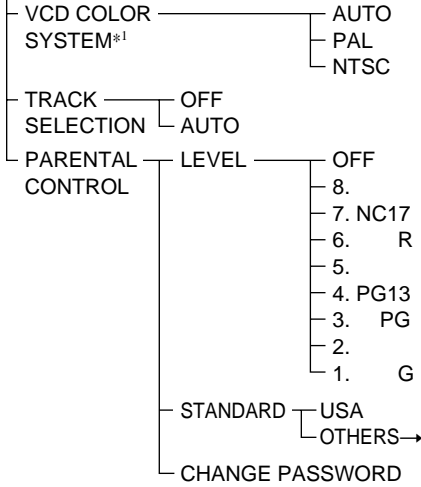 VCD COLOR AUTO
SYSTEM*1 PAL
NTSC
TRACK OFF
SELECTION AUTO
PARENTAL LEVEL OFF
CONTROL 8.
7. NC17
6. R
5.
4. PG13
3. PG
2.
1. G
STANDARD USA
OTHERS→
CHANGE PASSWORD